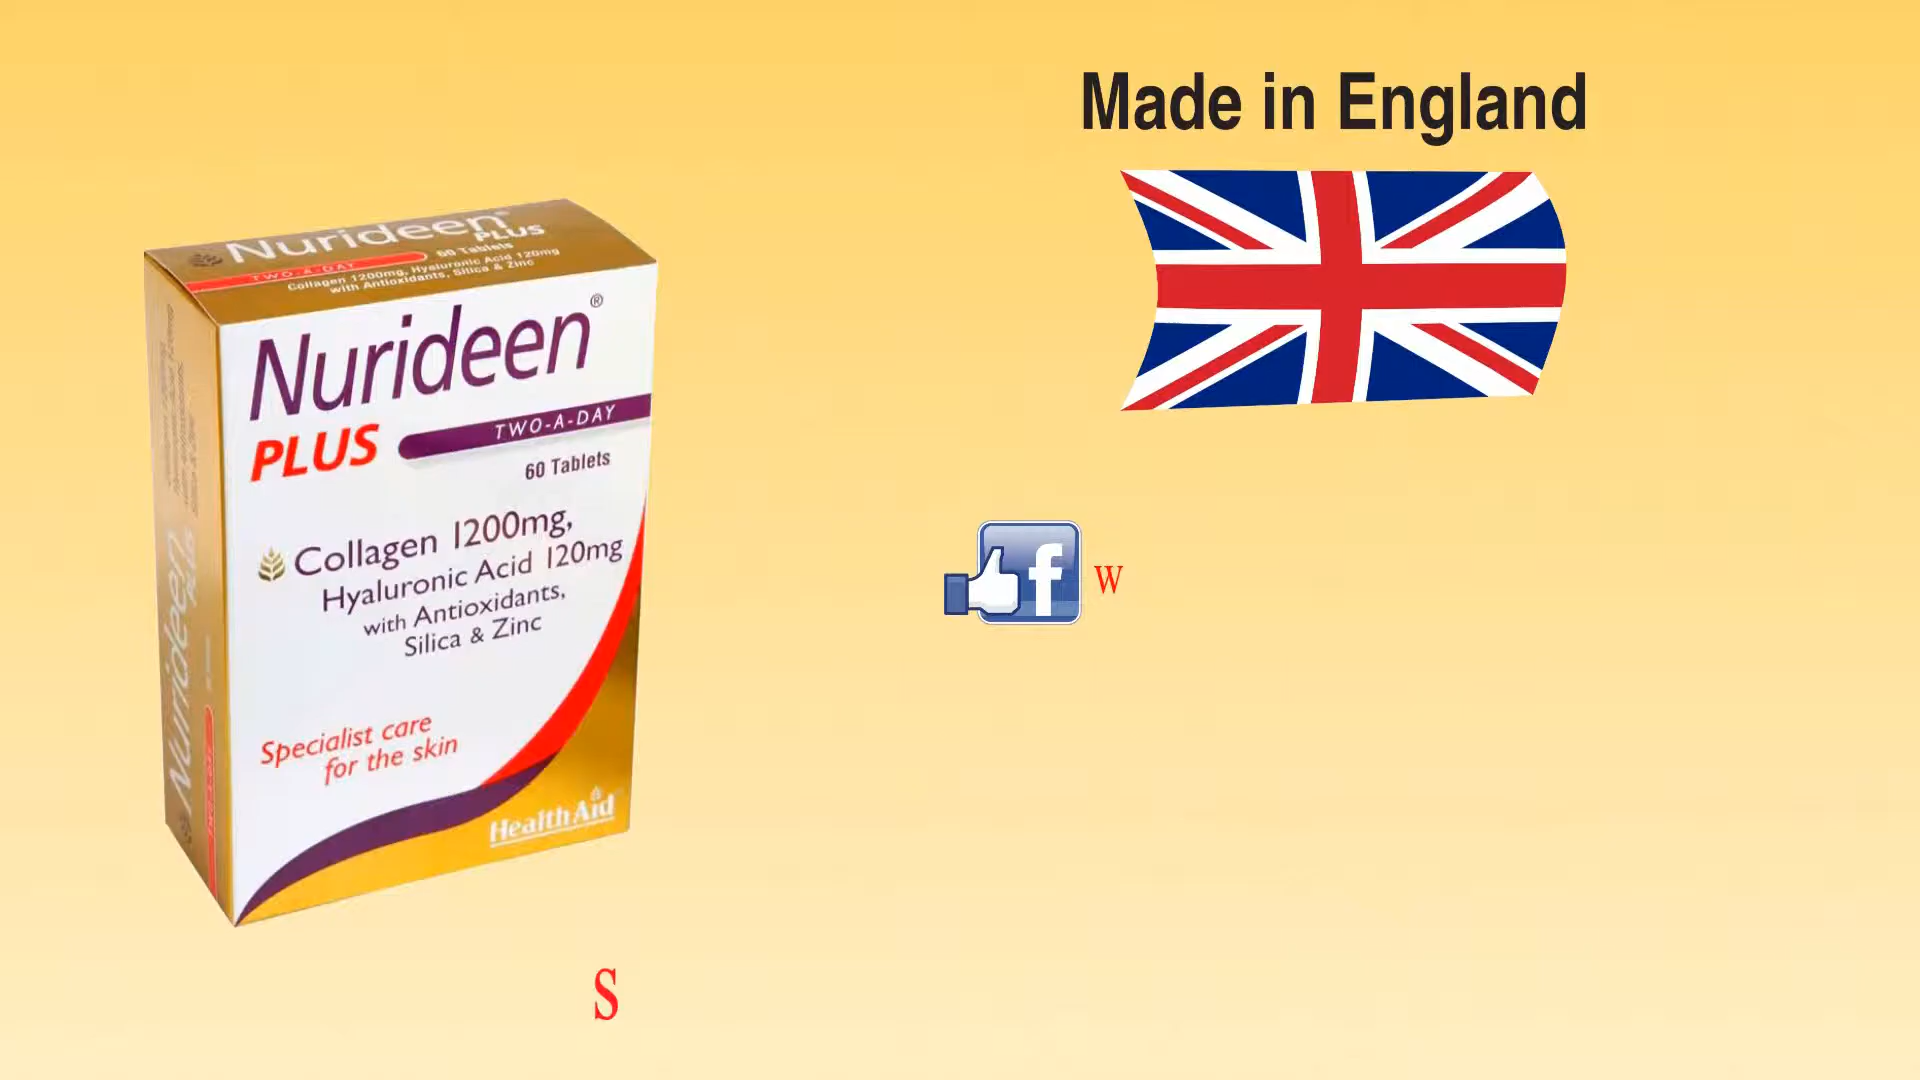 Made in England
Nurideen PLUS
60 Tablets
TWO-A-DAY
Collagen 1200mg, Hyaluronic Acid 120mg
with Antioxidants, Silica & Zinc
Nurideen®
PLUS
TWO-A-DAY
60 Tablets
Collagen 1200mg,
Hyaluronic Acid 120mg
with Antioxidants,
Silica & Zinc
Specialist care
for the skin
HealthAid
Nurideen
PLUS
f
w
S